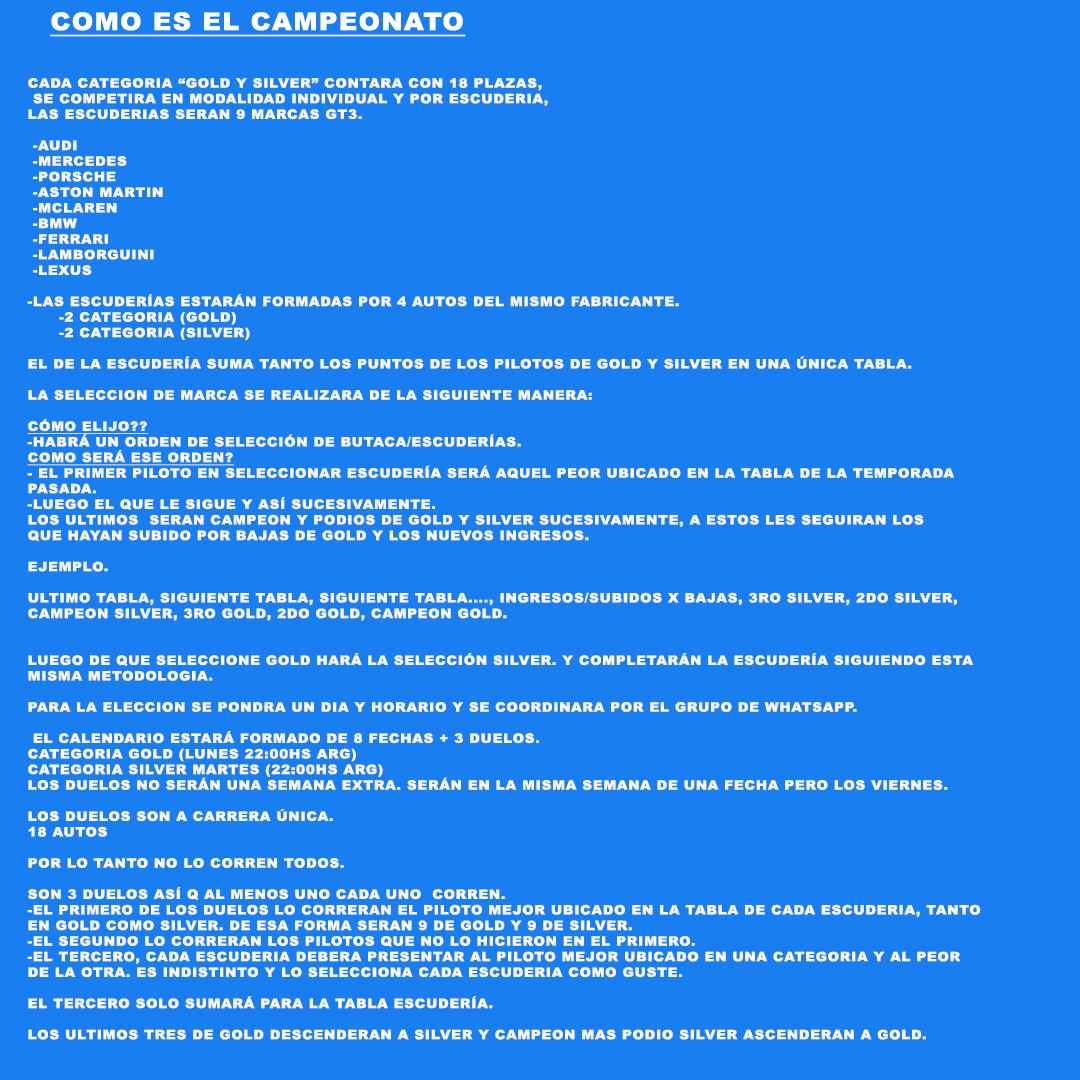 COMO ES EL CAMPEONATO
CADA CATEGORIA “GOLD Y SILVER” CONTARA CON 18 PLAZAS,
SE COMPETIRA EN MODALIDAD INDIVIDUAL Y POR ESCUDERIA,
LAS ESCUDERIAS SERAN 9 MARCAS GT3.
-AUDI
-MERCEDES
-PORSCHE
-ASTON MARTIN
-MCLAREN
-BMW
-FERRARI
-LAMBORGUINI
-LEXUS
-LAS ESCUDERÍAS ESTARÁN FORMADAS POR 4 AUTOS DEL MISMO FABRICANTE.
-2 CATEGORIA (GOLD)
-2 CATEGORIA (SILVER)
EL DE LA ESCUDERÍA SUMA TANTO LOS PUNTOS DE LOS PILOTOS DE GOLD Y SILVER EN UNA ÚNICA TABLA.
LA SELECCION DE MARCA SE REALIZARA DE LA SIGUIENTE MANERA:
CÓMO ELIJO??
-HABRÁ UN ORDEN DE SELECCIÓN DE BUTACA/ESCUDERÍAS.
COMO SERÁ ESE ORDEN?
- EL PRIMER PILOTO EN SELECCIONAR ESCUDERÍA SERÁ AQUEL PEOR UBICADO EN LA TABLA DE LA TEMPORADA
PASADA.
-LUEGO EL QUE LE SIGUE Y ASÍ SUCESIVAMENTE.
LOS ULTIMOS  SERAN CAMPEON Y PODIOS DE GOLD Y SILVER SUCESIVAMENTE, A ESTOS LES SEGUIRAN LOS
QUE HAYAN SUBIDO POR BAJAS DE GOLD Y LOS NUEVOS INGRESOS.
EJEMPLO.
ULTIMO TABLA, SIGUIENTE TABLA, SIGUIENTE TABLA...., INGRESOS/SUBIDOS X BAJAS, 3RO SILVER, 2DO SILVER,
CAMPEON SILVER, 3RO GOLD, 2DO GOLD, CAMPEON GOLD.
LUEGO DE QUE SELECCIONE GOLD HARÁ LA SELECCIÓN SILVER. Y COMPLETARÁN LA ESCUDERÍA SIGUIENDO ESTA
MISMA METODOLOGIA.
PARA LA ELECCION SE PONDRA UN DIA Y HORARIO Y SE COORDINARA POR EL GRUPO DE WHATSAPP.
EL CALENDARIO ESTARÁ FORMADO DE 8 FECHAS + 3 DUELOS.
CATEGORIA GOLD (LUNES 22:00HS ARG)
CATEGORIA SILVER MARTES (22:00HS ARG)
LOS DUELOS NO SERÁN UNA SEMANA EXTRA. SERÁN EN LA MISMA SEMANA DE UNA FECHA PERO LOS VIERNES.
LOS DUELOS SON A CARRERA ÚNICA.
18 AUTOS
POR LO TANTO NO LO CORREN TODOS.
SON 3 DUELOS ASÍ Q AL MENOS UNO CADA UNO  CORREN.
-EL PRIMERO DE LOS DUELOS LO CORRERAN EL PILOTO MEJOR UBICADO EN LA TABLA DE CADA ESCUDERIA, TANTO
EN GOLD COMO SILVER. DE ESA FORMA SERAN 9 DE GOLD Y 9 DE SILVER.
-EL SEGUNDO LO CORRERAN LOS PILOTOS QUE NO LO HICIERON EN EL PRIMERO.
-EL TERCERO, CADA ESCUDERIA DEBERA PRESENTAR AL PILOTO MEJOR UBICADO EN UNA CATEGORIA Y AL PEOR
DE LA OTRA. ES INDISTINTO Y LO SELECCIONA CADA ESCUDERIA COMO GUSTE.
EL TERCERO SOLO SUMARÁ PARA LA TABLA ESCUDERÍA.
LOS ULTIMOS TRES DE GOLD DESCENDERAN A SILVER Y CAMPEON MAS PODIO SILVER ASCENDERAN A GOLD.